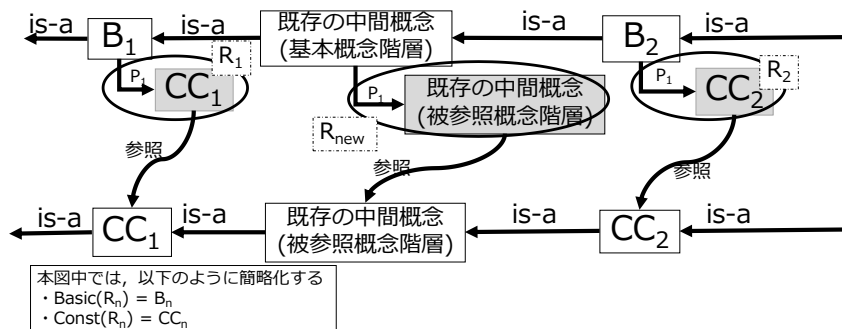 is-a
B₁
is-a
既存の中間概念
(基本概念階層)
is-a
B₂
is-a
R₁
P₁
CC₁
P₁
既存の中間概念
(被参照概念階層)
Rnew
P₁
CC₂
R₂
参照
参照
参照
is-a
CC₁
is-a
既存の中間概念
(被参照概念階層)
is-a
CC₂
is-a
本図中では，以下のように簡略化する
・Basic(Rₙ) = Bₙ
・Const(Rₙ) = CCₙ